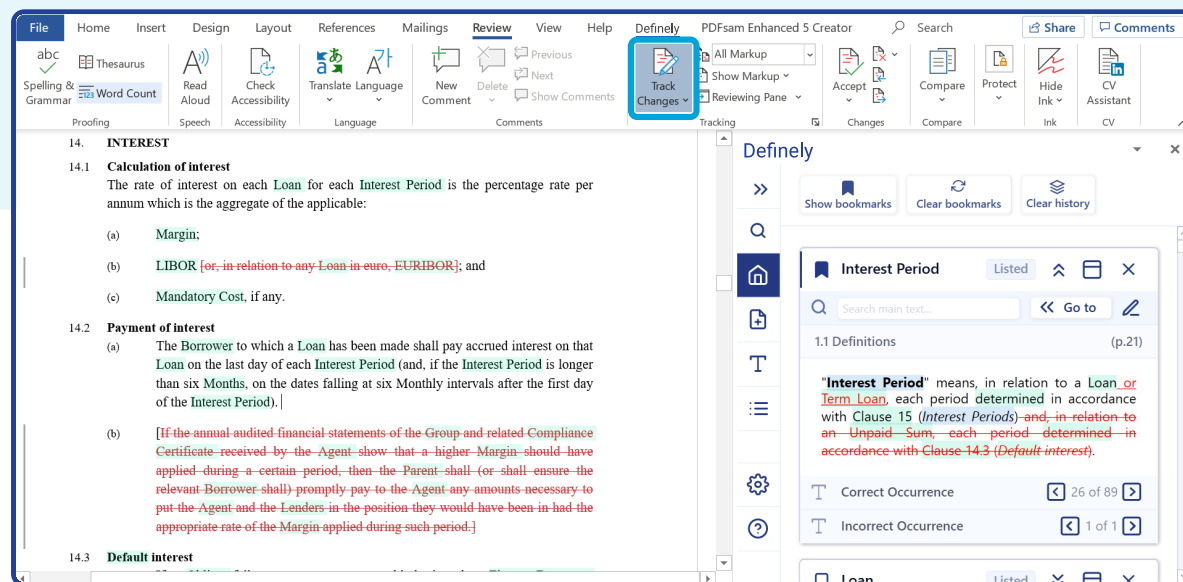 File Home Insert Design Layout References Mailings Review View Help Definely PDFsam Enhanced 5 Creator Search Share Comments
abc
Spelling &
Grammar
Thesaurus
123 Word Count
Proofing
Read
Aloud
Speech
Check
Accessibility
Accessibility
Translate
Language
Language
New
Comment
Delete
Previous
Next
Show Comments
Comments
Track
Changes
All Markup
Show Markup
Reviewing Pane
Tracking
Accept
Changes
Compare
Compare
Protect
Hide
Ink
Ink
CV
Assistant
CV
14. INTEREST
14.1 Calculation of interest
The rate of interest on each Loan for each Interest Period is the percentage rate per
annum which is the aggregate of the applicable:
(a) Margin;
(b) LIBOR [or, in relation to any Loan in euro, EURIBOR]; and
(c) Mandatory Cost, if any.
14.2 Payment of interest
(a) The Borrower to which a Loan has been made shall pay accrued interest on that
Loan on the last day of each Interest Period (and, if the Interest Period is longer
than six Months, on the dates falling at six Monthly intervals after the first day
of the Interest Period).
(b) [If the annual audited financial statements of the Group and related Compliance
Certificate received by the Agent show that a higher Margin should have
applied during a certain period, then the Parent shall (or shall ensure the
relevant Borrower shall) promptly pay to the Agent any amounts necessary to
put the Agent and the Lenders in the position they would have been in had the
appropriate rate of the Margin applied during such period.]
14.3 Default interest
Definely
Show bookmarks
Clear bookmarks
Clear history
Interest Period Listed
Search main text...
Go to
1.1 Definitions (p.21)
"Interest Period" means, in relation to a Loan or
Term Loan, each period determined in accordance
with Clause 15 (Interest Periods) and, in relation to
an Unpaid Sum, each period determined in
accordance with Clause 14.3 (Default interest).
Correct Occurrence 26 of 89
Incorrect Occurrence 1 of 1
Loan Listed